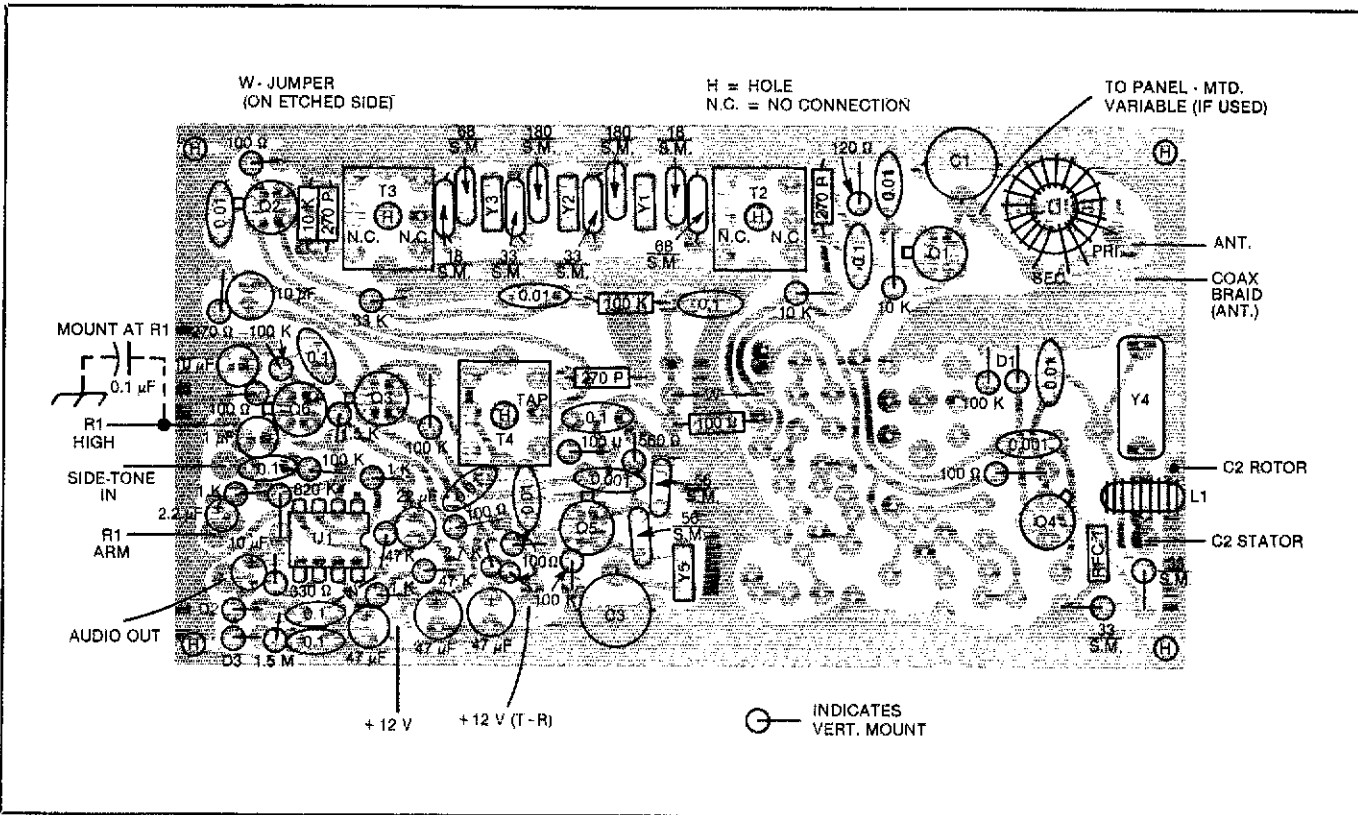 W - JUMPER
(ON ETCHED SIDE)
H = HOLE
N.C. = NO CONNECTION
TO PANEL - MTD.
VARIABLE (IF USED)
68
S.M.
180
S.M.
180
S.M.
18
S.M.
100 Ω
120 Ω
H
H
C1
0.01
Q2
10 K
270 P
T3
H
N.C.
N.C.
Y3
Y2
Y1
T2
H
N.C.
N.C.
270 P
0.01
0.1
Q1
PRI.
SEC.
ANT.
COAX
BRAID
(ANT.)
18
S.M.
33
S.M.
33
S.M.
68
S.M.
10 µF
33 K
0.01
100 K
0.1
10 K
10 K
MOUNT AT R1
0.1 µF
270 Ω
100 K
0.1
10 µF
100 Ω
Q6
Q3
100 K
TAP
H
T4
270 P
0.1
100 Ω
D1
100 K
0.01
Y4
R1
HIGH
SIDE-TONE
IN
0.1
100 K
1 K
820 K
560 Ω
0.001
56
S.M.
0.001
100 Ω
C2 ROTOR
L1
2.2 µF
R1
ARM
10 µF
U1
47 K
100 Ω
Q5
56
S.M.
Y5
Q4
RFC 1
C2 STATOR
S.M.
47 K
100 Ω
100 K
C3
330 Ω
1 K
0.1
0.1
AUDIO OUT
H
D3
1.5 M
47 µF
47 µF
47 µF
33
S.M.
H
+ 12 V
+ 12 V (T - R)
INDICATES
VERT. MOUNT